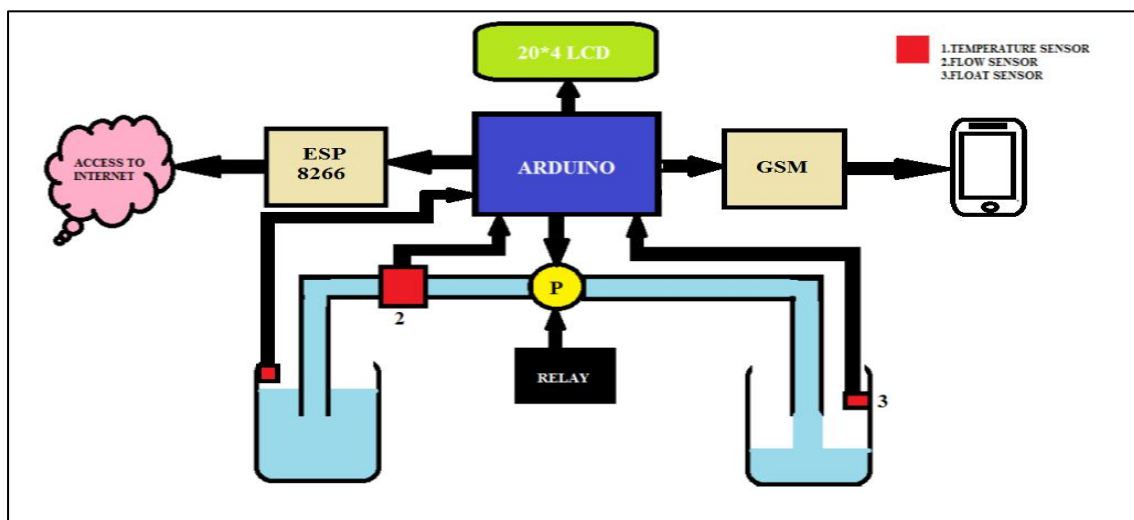 20*4 LCD
1.TEMPERATURE SENSOR
2.FLOW SENSOR
3.FLOAT SENSOR
ACCESS TO
INTERNET
ESP
8266
ARDUINO
GSM
P
2
RELAY
3